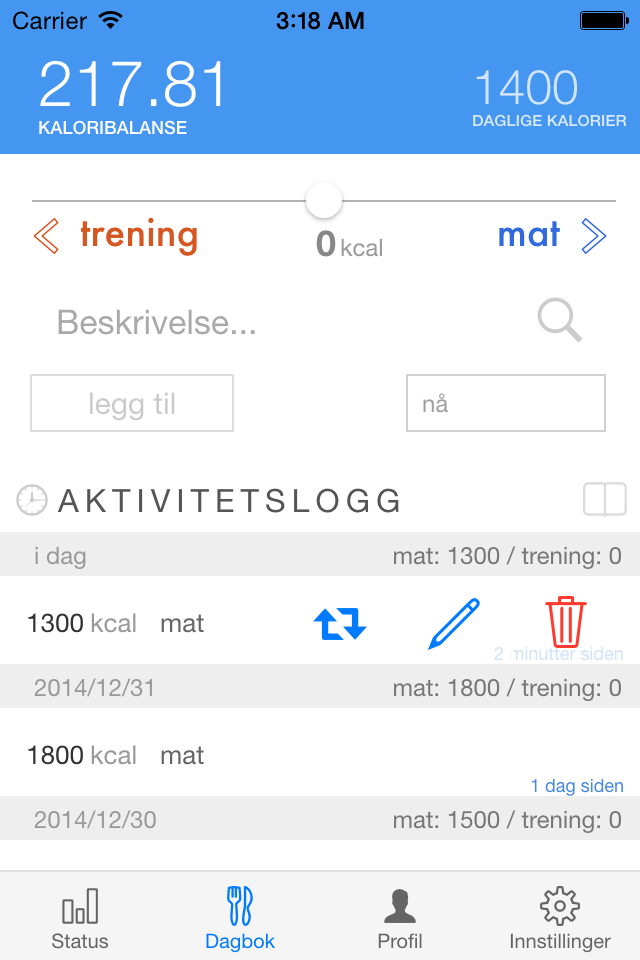 Carrier 3:18 AM
217.81 1400
KALORIBALANSE DAGLIGE KALORIER
trening 0 kcal mat
Beskrivelse...
legg til nå
AKTIVITETSLOGG
i dag mat: 1300 / trening: 0
1300 kcal mat
2 minutter siden
2014/12/31 mat: 1800 / trening: 0
1800 kcal mat
1 dag siden
2014/12/30 mat: 1500 / trening: 0
Status Dagbok Profil Innstillinger